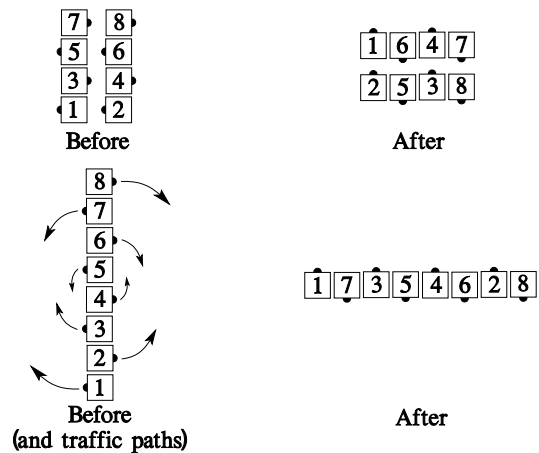 7 8
5 6
3 4
1 2
Before
1 6 4 7
2 5 3 8
After
8
7
6
5
4
3
2
1
Before
(and traffic paths)
1 7 3 5 4 6 2 8
After